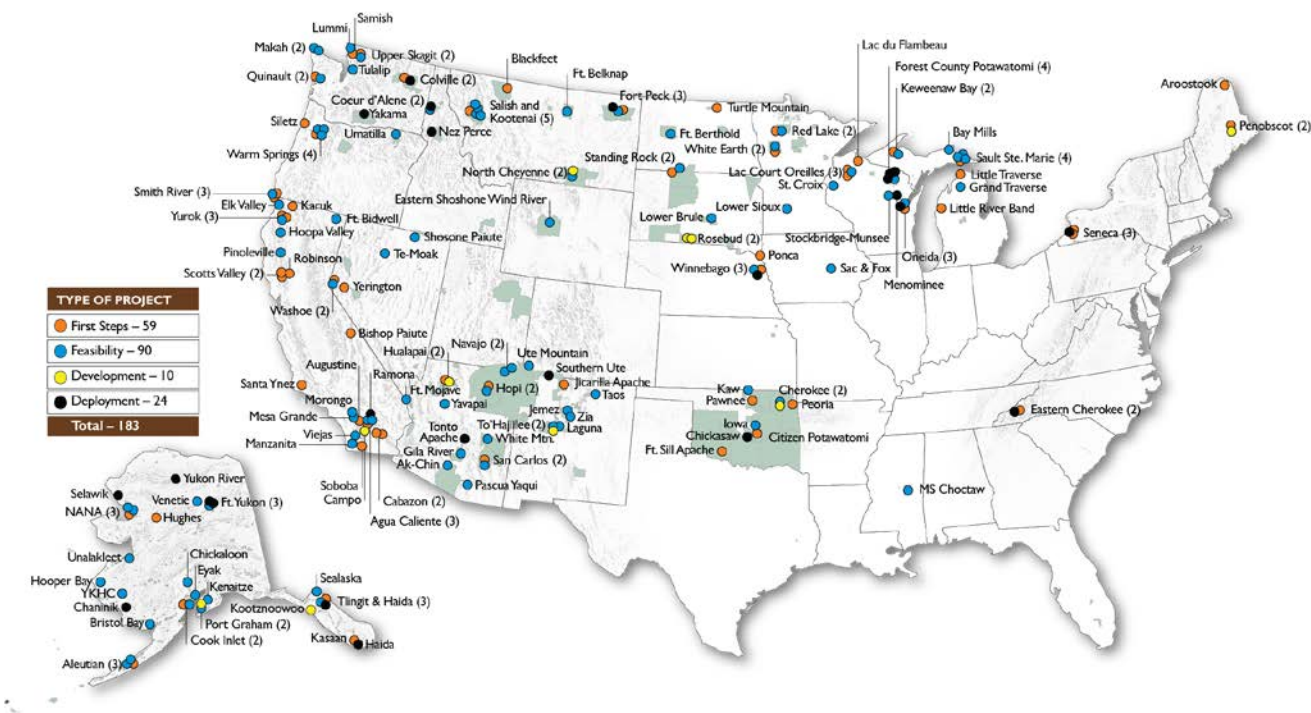 Samish
Lummi
Makah (2)
Upper Skagit (2)
Tulalip
Quinault (2)
Colville (2)
Coeur d'Alene (2)
Yakama
Siletz
Umatilla
Nez Perce
Warm Springs (4)
Blackfeet
Ft. Belknap
Fort Peck (3)
Salish and
Kootenai (5)
Turtle Mountain
Ft. Berthold
Red Lake (2)
White Earth (2)
Standing Rock (2)
North Cheyenne (2)
Eastern Shoshone Wind River
Lower Brule
Lower Sioux
Rosebud (2)
Ponca
Winnebago (3)
Sac & Fox
Lac du Flambeau
Forest County Potawatomi (4)
Keweenaw Bay (2)
Bay Mills
Sault Ste. Marie (4)
Lac Court Oreilles (3)
St. Croix
Little Traverse
Grand Traverse
Little River Band
Stockbridge-Munsee
Oneida (3)
Menominee
Aroostook
Penobscot (2)
Seneca (3)
Smith River (3)
Elk Valley
Karuk
Yurok (3)
Ft. Bidwell
Hoopa Valley
Shosone Paiute
Pinoleville
Robinson
Te-Moak
Scotts Valley (2)
Yerington
Washoe (2)
Bishop Paiute
Navajo (2)
Hualapai (2)
Ute Mountain
Augustine
Ramona
Southern Ute
Santa Ynez
Ft. Mojave
Hopi (2)
Jicarilla Apache
Taos
Morongo
Yavapai
Jemez
Zia
Mesa Grande
To'Hajiilee (2)
Laguna
Tonto
Apache
White Mtn.
Viejas
Manzanita
Gila River
Ak-Chin
San Carlos (2)
Pascua Yaqui
Soboba
Campo
Cabazon (2)
Agua Caliente (3)
Kaw
Pawnee
Cherokee (2)
Peoria
Iowa
Chickasaw
Citizen Potawatomi
Ft. Sill Apache
Eastern Cherokee (2)
MS Choctaw
TYPE OF PROJECT
First Steps – 59
Feasibility – 90
Development – 10
Deployment – 24
Total – 183
Yukon River
Selawik
Venetie
Ft. Yukon (3)
NANA (3)
Hughes
Unalakleet
Chickaloon
Eyak
Hooper Bay
Kenaitze
Sealaska
YKHC
Chaninik
Kootznoowoo
Tlingit & Haida (3)
Bristol Bay
Port Graham (2)
Cook Inlet (2)
Kasaan
Haida
Aleutian (3)